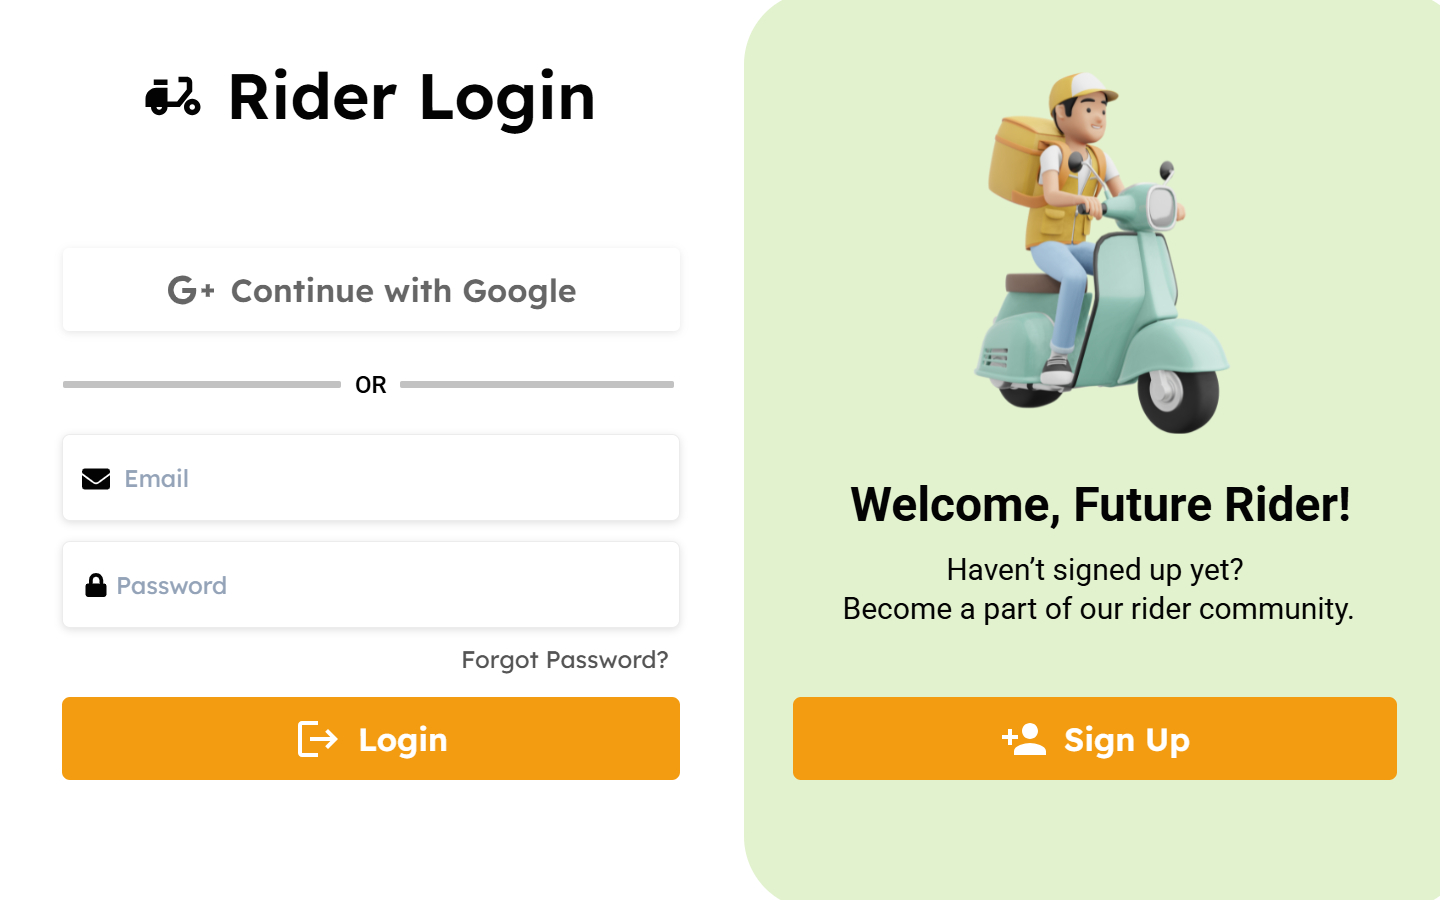 Rider Login
G+ Continue with Google
OR
Email
Password
Forgot Password?
Login
Welcome, Future Rider!
Haven’t signed up yet?
Become a part of our rider community.
Sign Up